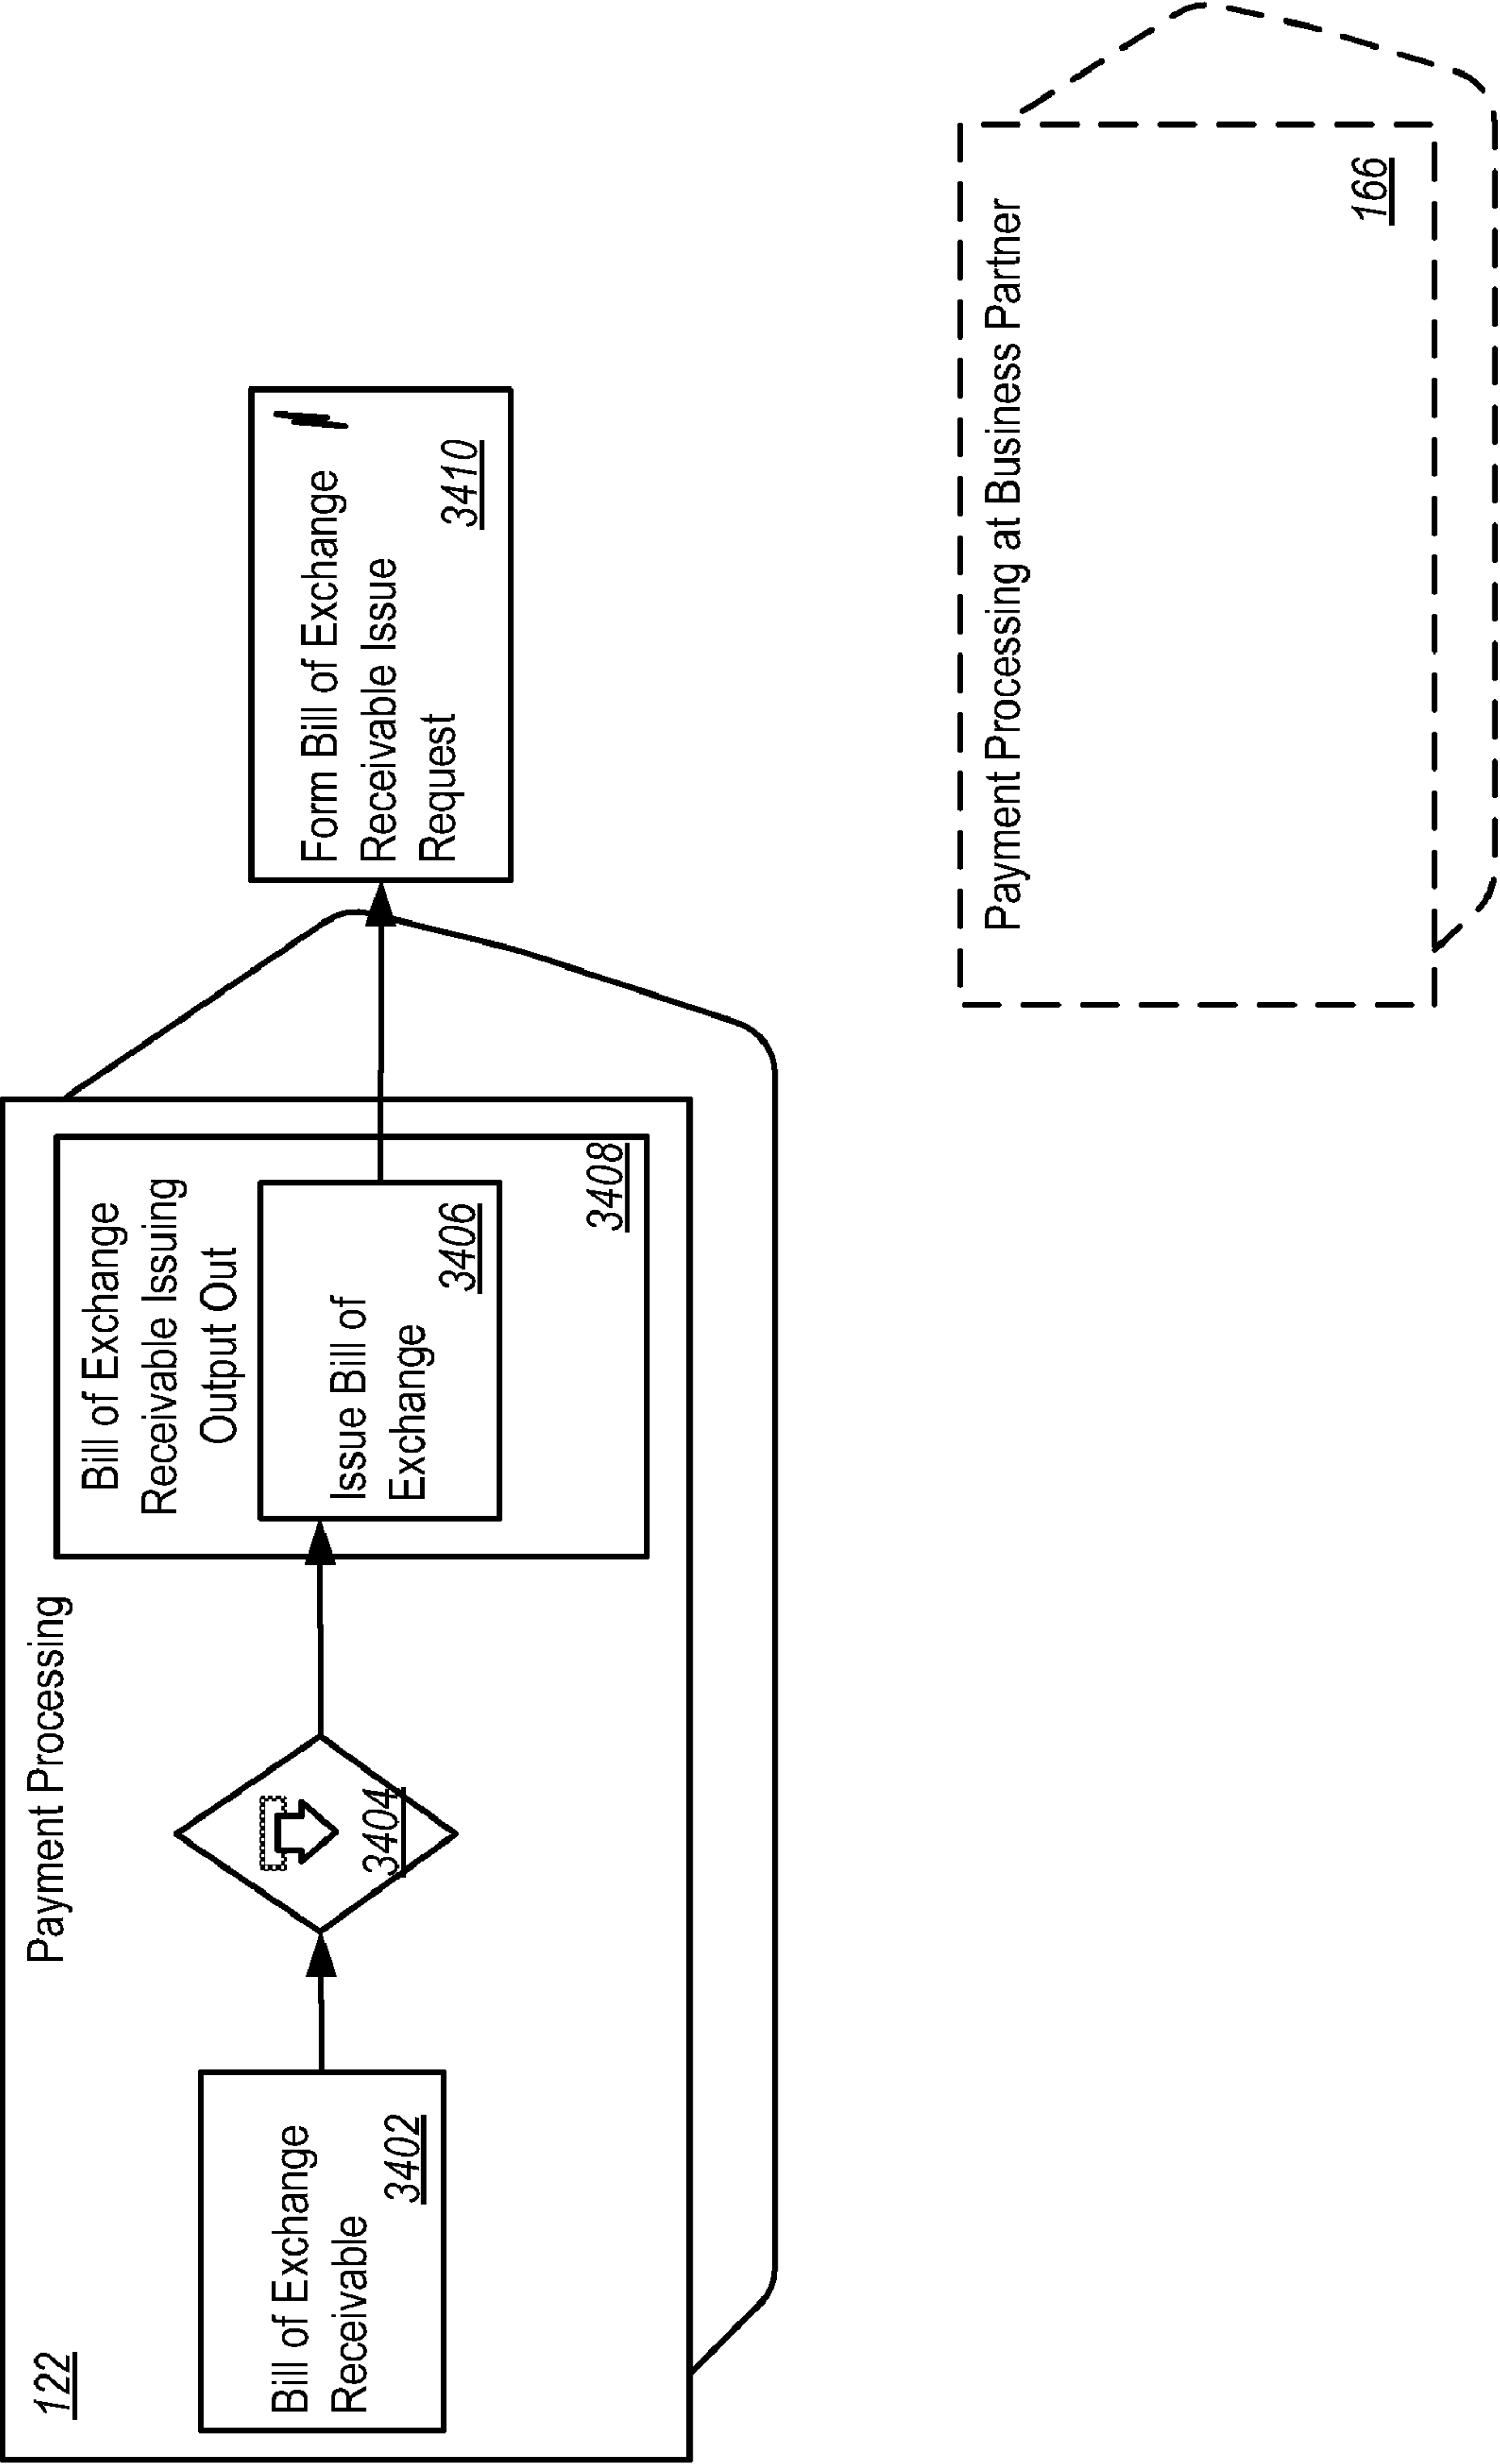 122
Payment Processing
Bill of Exchange
Receivable
3402
3404
Bill of Exchange
Receivable Issuing
Output Out
Issue Bill of
Exchange
3406
3408
Form Bill of Exchange
Receivable Issue
Request
3410
Payment Processing at Business Partner
166